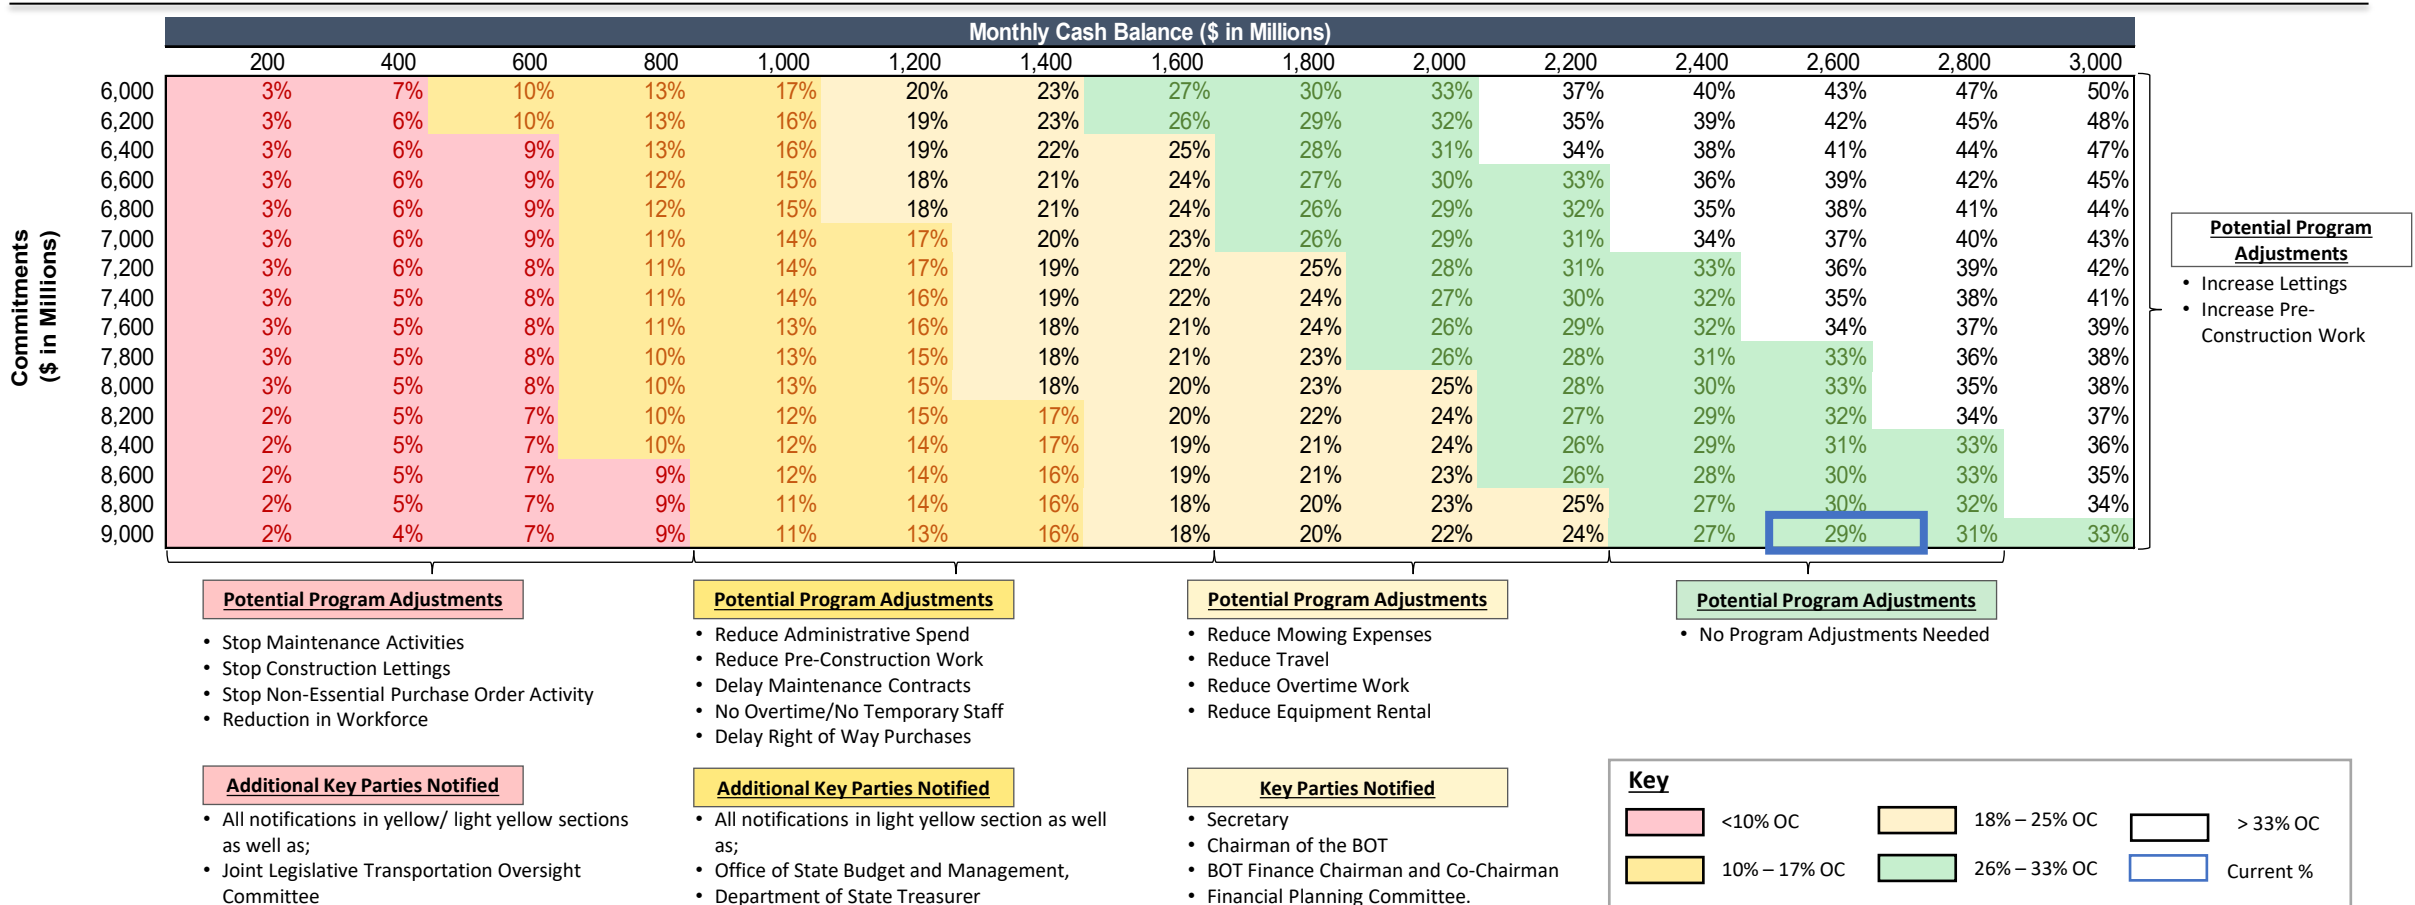 Monthly Cash Balance ($ in Millions)
200 400 600 800 1,000 1,200 1,400 1,600 1,800 2,000 2,200 2,400 2,600 2,800 3,000
Commitments
($ in Millions)
6,000 3% 7% 10% 13% 17% 20% 23% 27% 30% 33% 37% 40% 43% 47% 50%
6,200 3% 6% 10% 13% 16% 19% 23% 26% 29% 32% 35% 39% 42% 45% 48%
6,400 3% 6% 9% 13% 16% 19% 22% 25% 28% 31% 34% 38% 41% 44% 47%
6,600 3% 6% 9% 12% 15% 18% 21% 24% 27% 30% 33% 36% 39% 42% 45%
6,800 3% 6% 9% 12% 15% 18% 21% 24% 26% 29% 32% 35% 38% 41% 44%
7,000 3% 6% 9% 11% 14% 17% 20% 23% 26% 29% 31% 34% 37% 40% 43%
7,200 3% 6% 8% 11% 14% 17% 19% 22% 25% 28% 31% 33% 36% 39% 42%
7,400 3% 5% 8% 11% 14% 16% 19% 22% 24% 27% 30% 32% 35% 38% 41%
7,600 3% 5% 8% 11% 13% 16% 18% 21% 24% 26% 29% 32% 34% 37% 39%
7,800 3% 5% 8% 10% 13% 15% 18% 21% 23% 26% 28% 31% 33% 36% 38%
8,000 3% 5% 8% 10% 13% 15% 18% 20% 23% 25% 28% 30% 33% 35% 38%
8,200 2% 5% 7% 10% 12% 15% 17% 20% 22% 24% 27% 29% 32% 34% 37%
8,400 2% 5% 7% 10% 12% 14% 17% 19% 21% 24% 26% 29% 31% 33% 36%
8,600 2% 5% 7% 9% 12% 14% 16% 19% 21% 23% 26% 28% 30% 33% 35%
8,800 2% 5% 7% 9% 11% 14% 16% 18% 20% 23% 25% 27% 30% 32% 34%
9,000 2% 4% 7% 9% 11% 13% 16% 18% 20% 22% 24% 27% 29% 31% 33%
Potential Program
Adjustments
• Increase Lettings
• Increase Pre-
Construction Work
Potential Program Adjustments
• Stop Maintenance Activities
• Stop Construction Lettings
• Stop Non-Essential Purchase Order Activity
• Reduction in Workforce
Additional Key Parties Notified
• All notifications in yellow/ light yellow sections
as well as;
• Joint Legislative Transportation Oversight
Committee
Potential Program Adjustments
• Reduce Administrative Spend
• Reduce Pre-Construction Work
• Delay Maintenance Contracts
• No Overtime/No Temporary Staff
• Delay Right of Way Purchases
Additional Key Parties Notified
• All notifications in light yellow section as well
as;
• Office of State Budget and Management,
• Department of State Treasurer
Potential Program Adjustments
• Reduce Mowing Expenses
• Reduce Travel
• Reduce Overtime Work
• Reduce Equipment Rental
Key Parties Notified
• Secretary
• Chairman of the BOT
• BOT Finance Chairman and Co-Chairman
• Financial Planning Committee.
Potential Program Adjustments
• No Program Adjustments Needed
Key
<10% OC
18% – 25% OC
> 33% OC
10% – 17% OC
26% – 33% OC
Current %